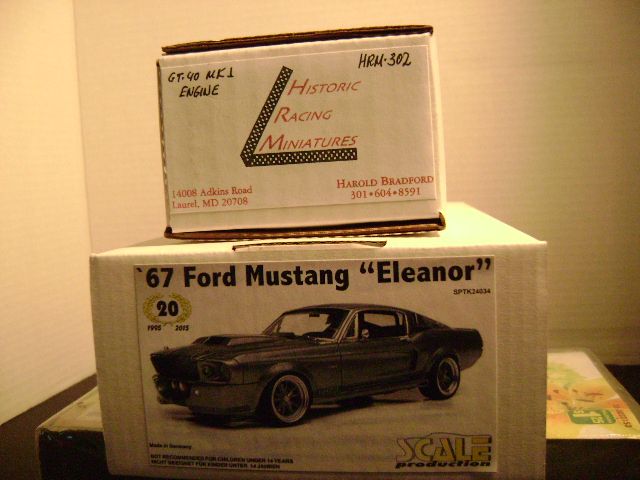 GT-40 MK I
ENGINE
HRM-302
HISTORIC
RACING
MINIATURES
14008 Adkins Road
Laurel, MD 20708
HAROLD BRADFORD
301•604•8591
'67 Ford Mustang "Eleanor"
SPTK24034
20
1995 2015
Made in Germany
NOT RECOMMENDED FOR CHILDREN UNDER 14 YEARS
NICHT GEEIGNET FÜR KINDER UNTER 14 JAHREN
SCALE
production